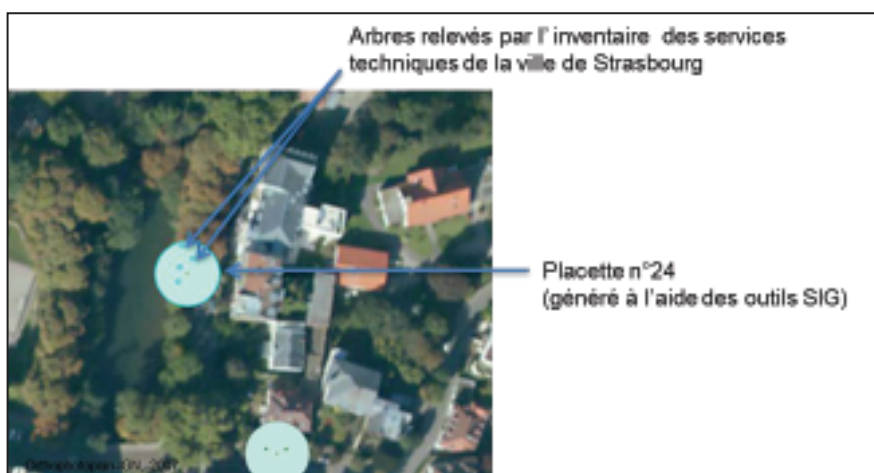 Arbres relevés par l' inventaire des services
techniques de la ville de Strasbourg
Placette n°24
(généré à l'aide des outils SIG)